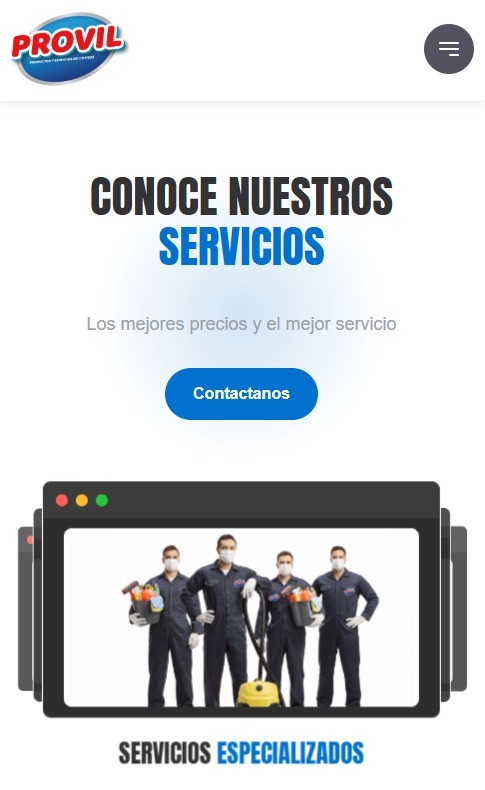 PROVIL
PRODUCTOS Y SERVICIOS DE LIMPIEZA
CONOCE NUESTROS
SERVICIOS
Los mejores precios y el mejor servicio
Contactanos
SERVICIOS ESPECIALIZADOS